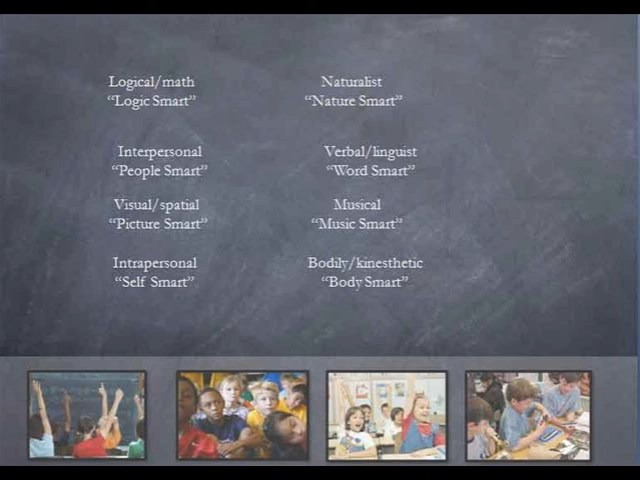 Logical/math
“Logic Smart”
Naturalist
“Nature Smart”
Interpersonal
“People Smart”
Verbal/linguist
“Word Smart”
Visual/spatial
“Picture Smart”
Musical
“Music Smart”
Intrapersonal
“Self Smart”
Bodily/kinesthetic
“Body Smart”